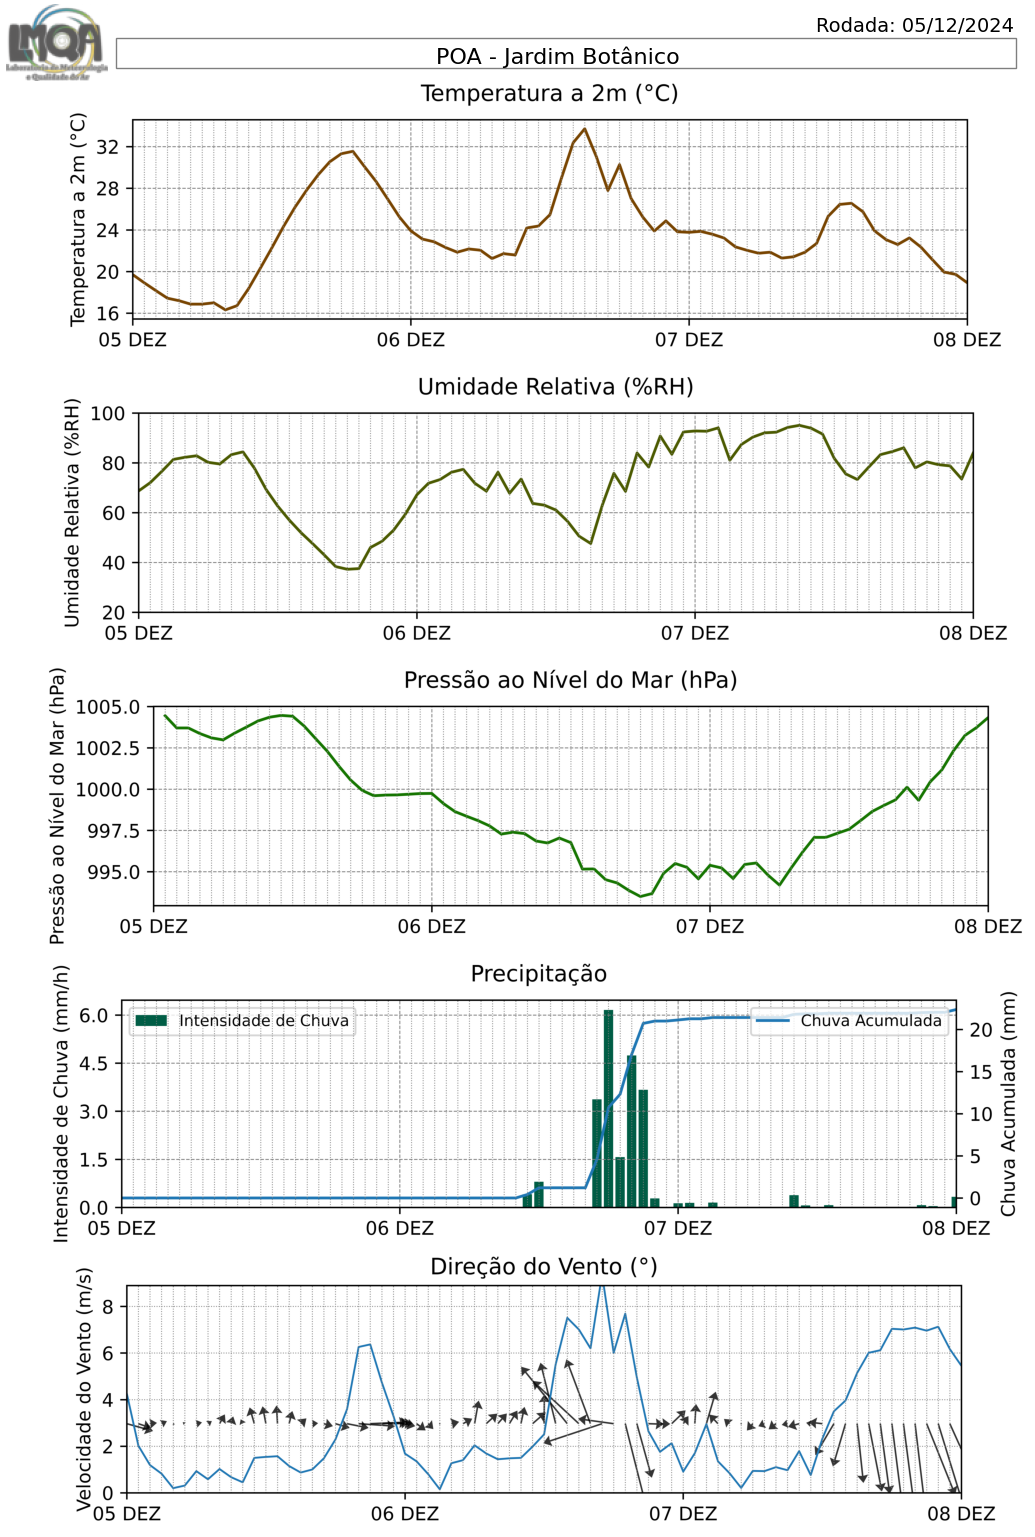 LMQA
Laboratório de Meteorologia
e Qualidade do Ar
Rodada: 05/12/2024
POA - Jardim Botânico
Temperatura a 2m (°C)
Temperatura a 2m (°C)
32
28
24
20
16
05 DEZ 06 DEZ 07 DEZ 08 DEZ
Umidade Relativa (%RH)
Umidade Relativa (%RH)
100
80
60
40
20
05 DEZ 06 DEZ 07 DEZ 08 DEZ
Pressão ao Nível do Mar (hPa)
Pressão ao Nível do Mar (hPa)
1005.0
1002.5
1000.0
997.5
995.0
05 DEZ 06 DEZ 07 DEZ 08 DEZ
Precipitação
Intensidade de Chuva (mm/h)
6.0
4.5
3.0
1.5
0.0
Intensidade de Chuva
Chuva Acumulada
20
15
10
5
0
Chuva Acumulada (mm)
05 DEZ 06 DEZ 07 DEZ 08 DEZ
Direção do Vento (°)
Velocidade do Vento (m/s)
8
6
4
2
0
05 DEZ 06 DEZ 07 DEZ 08 DEZ